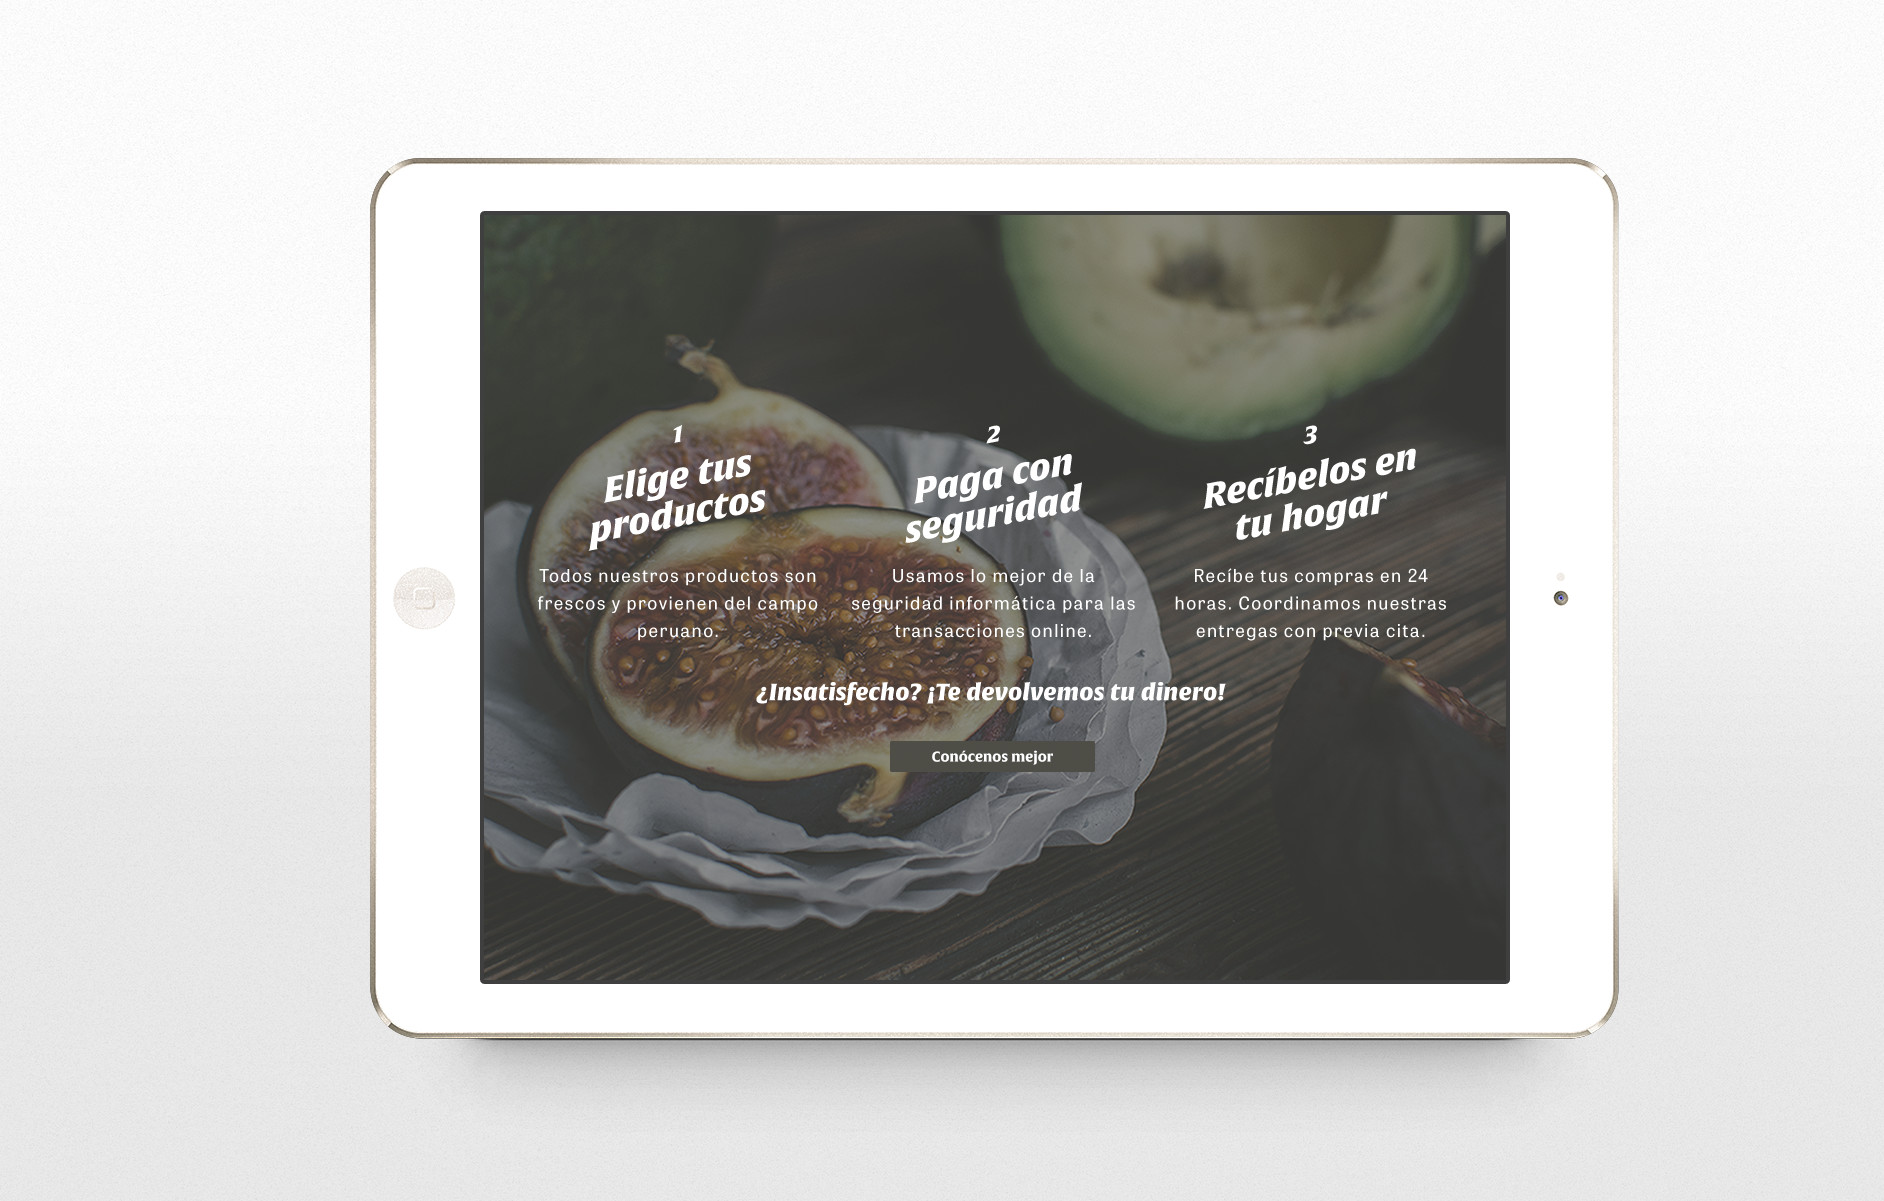 1
Elige tus
productos
Todos nuestros productos son
frescos y provienen del campo
peruano.
2
Paga con
seguridad
Usamos lo mejor de la
seguridad informática para las
transacciones online.
3
Recíbelos en
tu hogar
Recíbe tus compras en 24
horas. Coordinamos nuestras
entregas con previa cita.
¿Insatisfecho? ¡Te devolvemos tu dinero!
Conócenos mejor